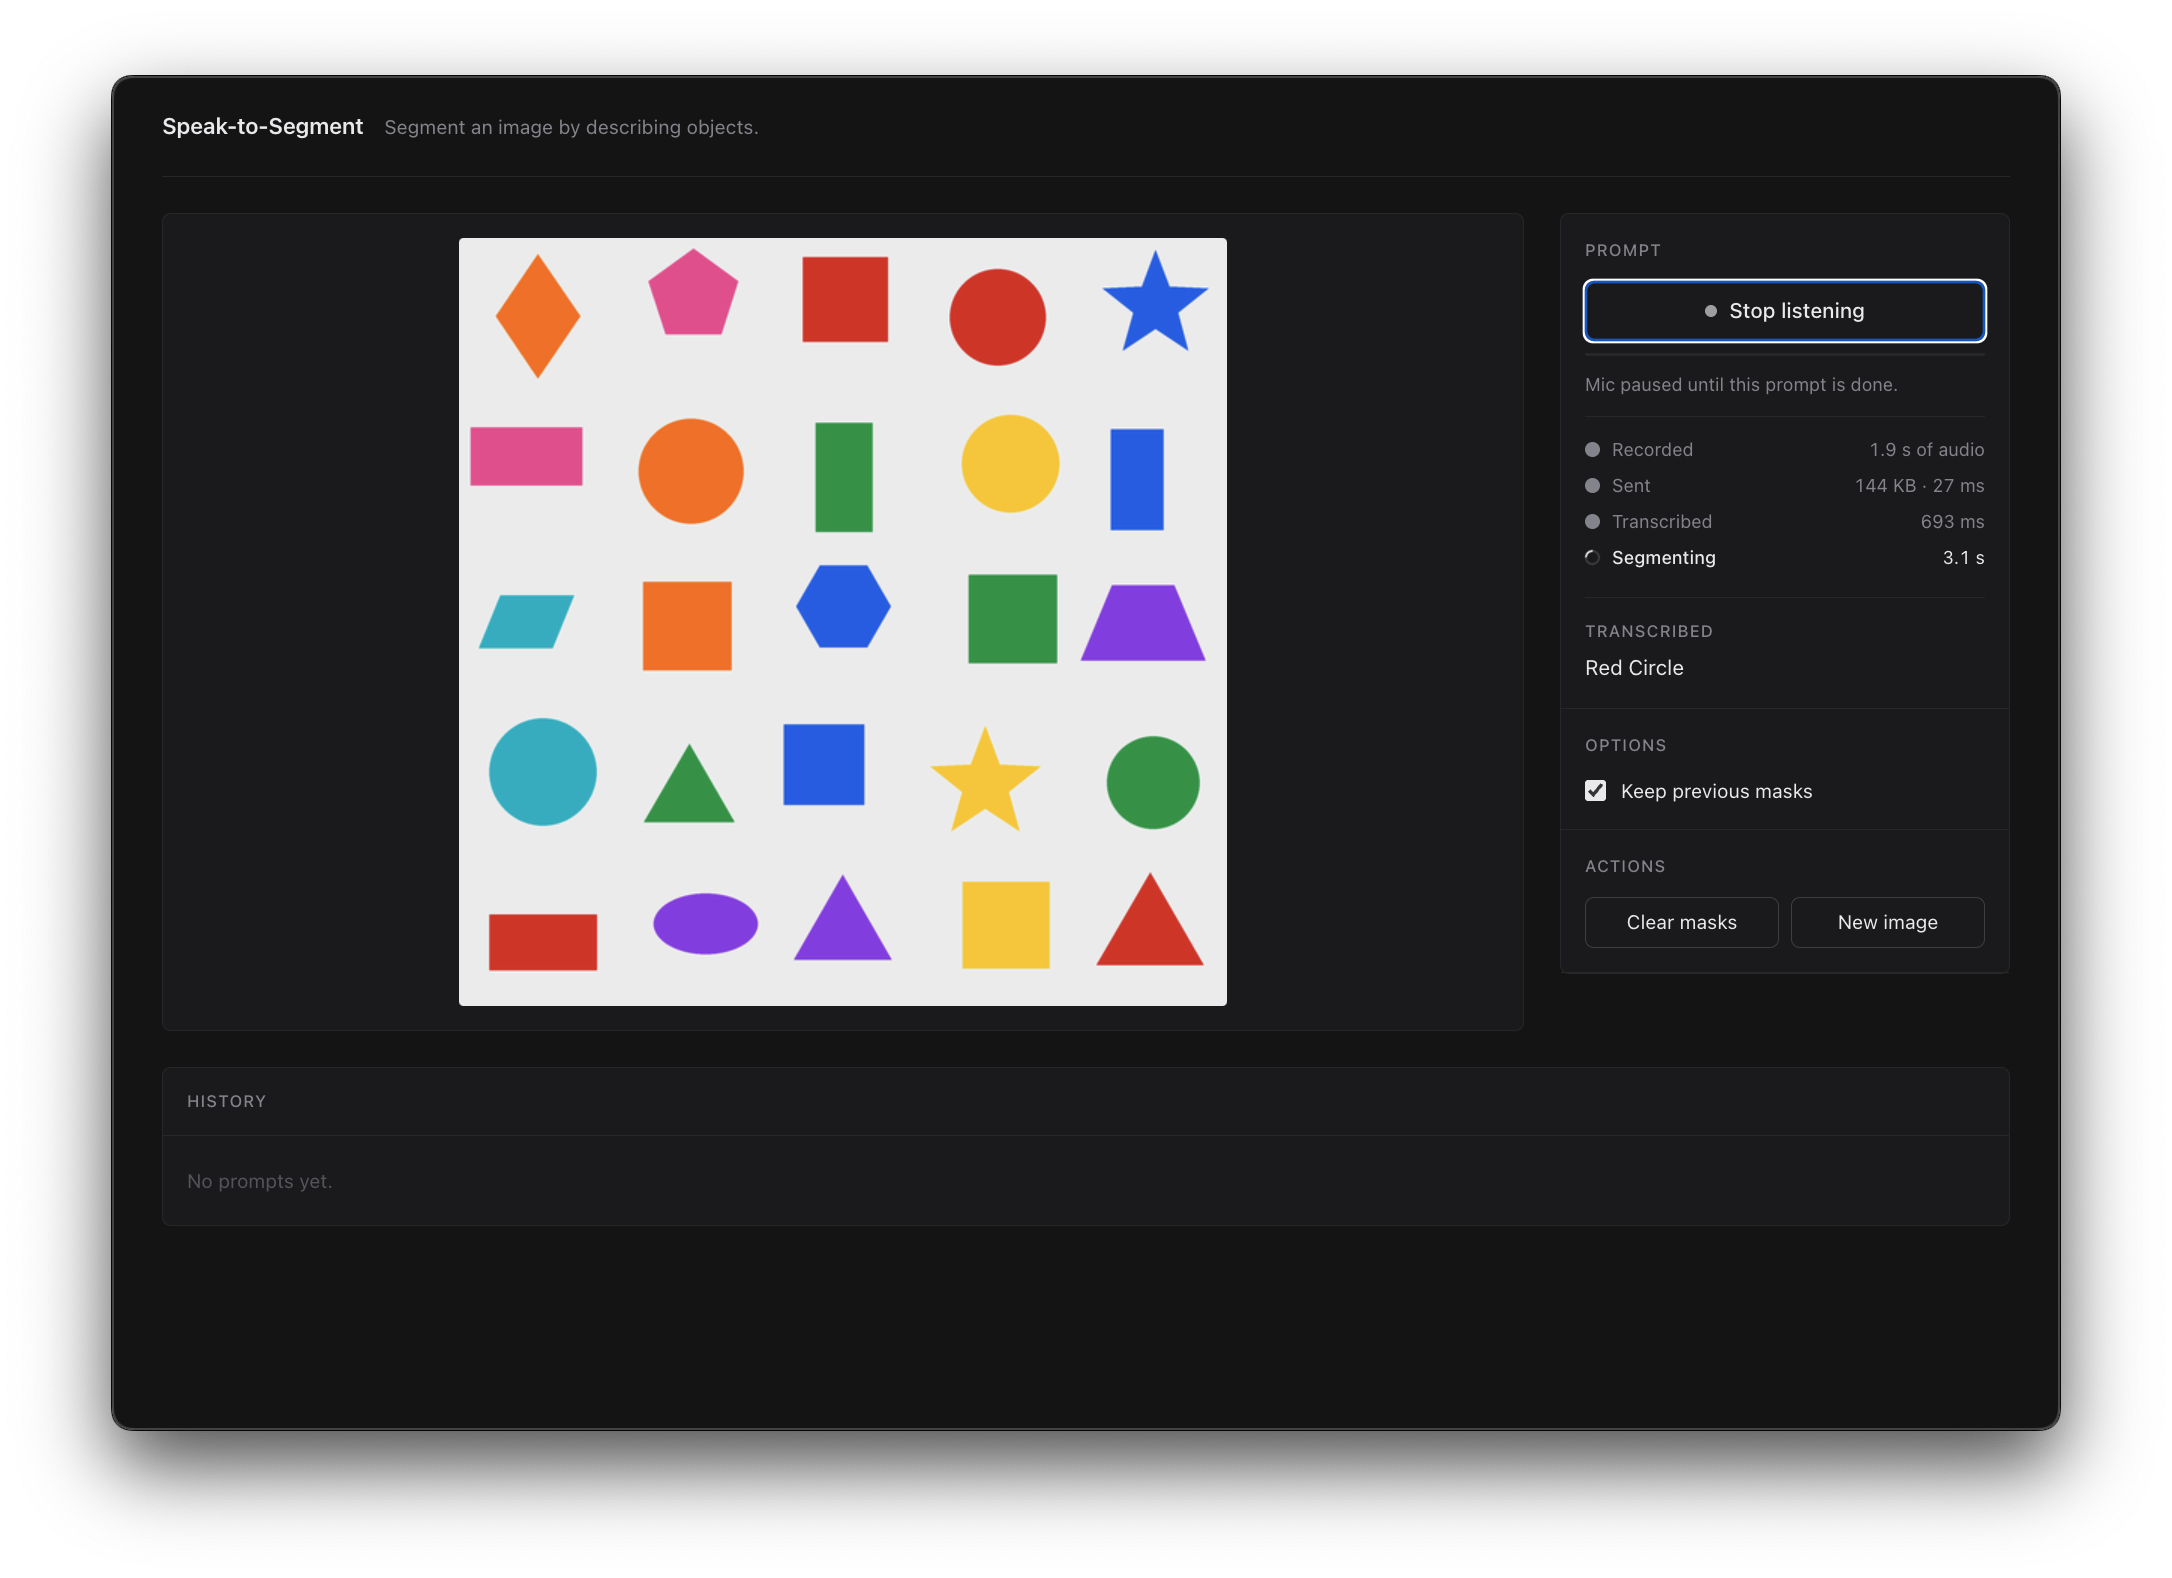 Speak-to-Segment Segment an image by describing objects.
PROMPT
Stop listening
Mic paused until this prompt is done.
Recorded 1.9 s of audio
Sent 144 KB · 27 ms
Transcribed 693 ms
Segmenting 3.1 s
TRANSCRIBED
Red Circle
OPTIONS
Keep previous masks
ACTIONS
Clear masks New image
HISTORY
No prompts yet.